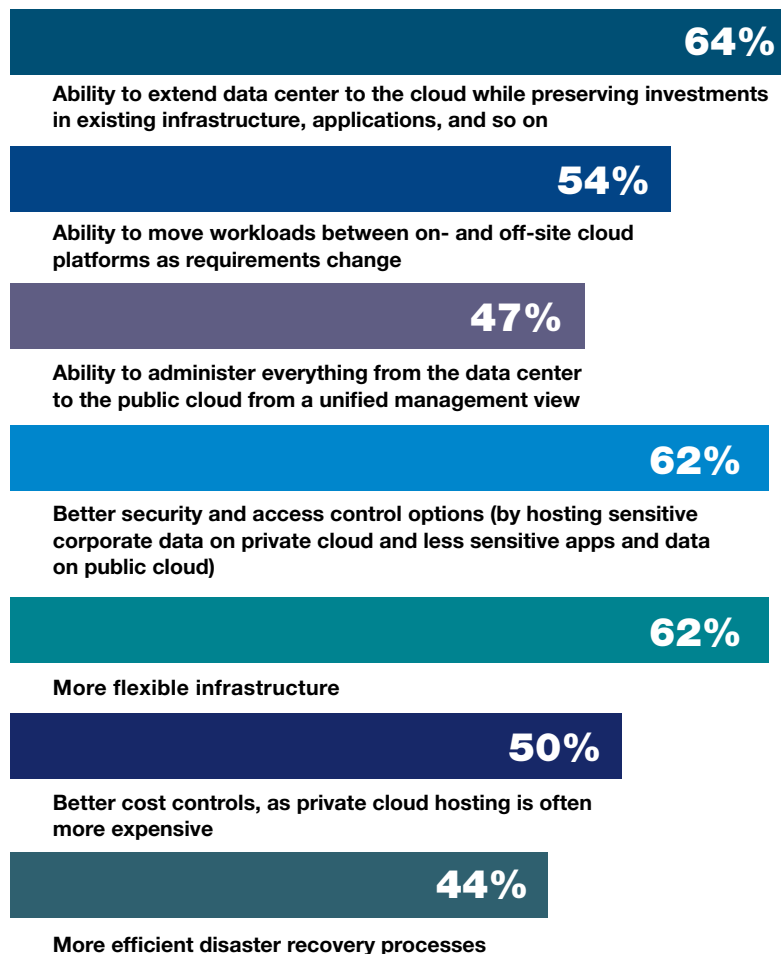 64%
Ability to extend data center to the cloud while preserving investments
in existing infrastructure, applications, and so on
54%
Ability to move workloads between on- and off-site cloud
platforms as requirements change
47%
Ability to administer everything from the data center
to the public cloud from a unified management view
62%
Better security and access control options (by hosting sensitive
corporate data on private cloud and less sensitive apps and data
on public cloud)
62%
More flexible infrastructure
50%
Better cost controls, as private cloud hosting is often
more expensive
44%
More efficient disaster recovery processes